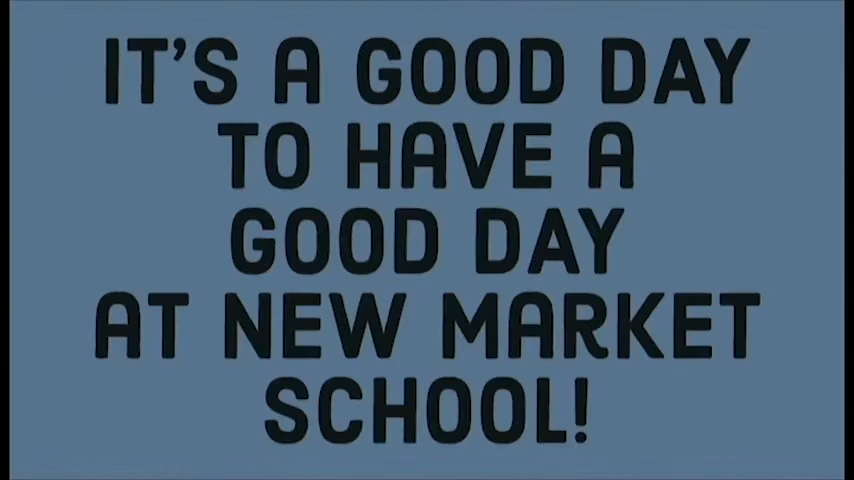 IT'S A GOOD DAY
TO HAVE A
GOOD DAY
AT NEW MARKET
SCHOOL!